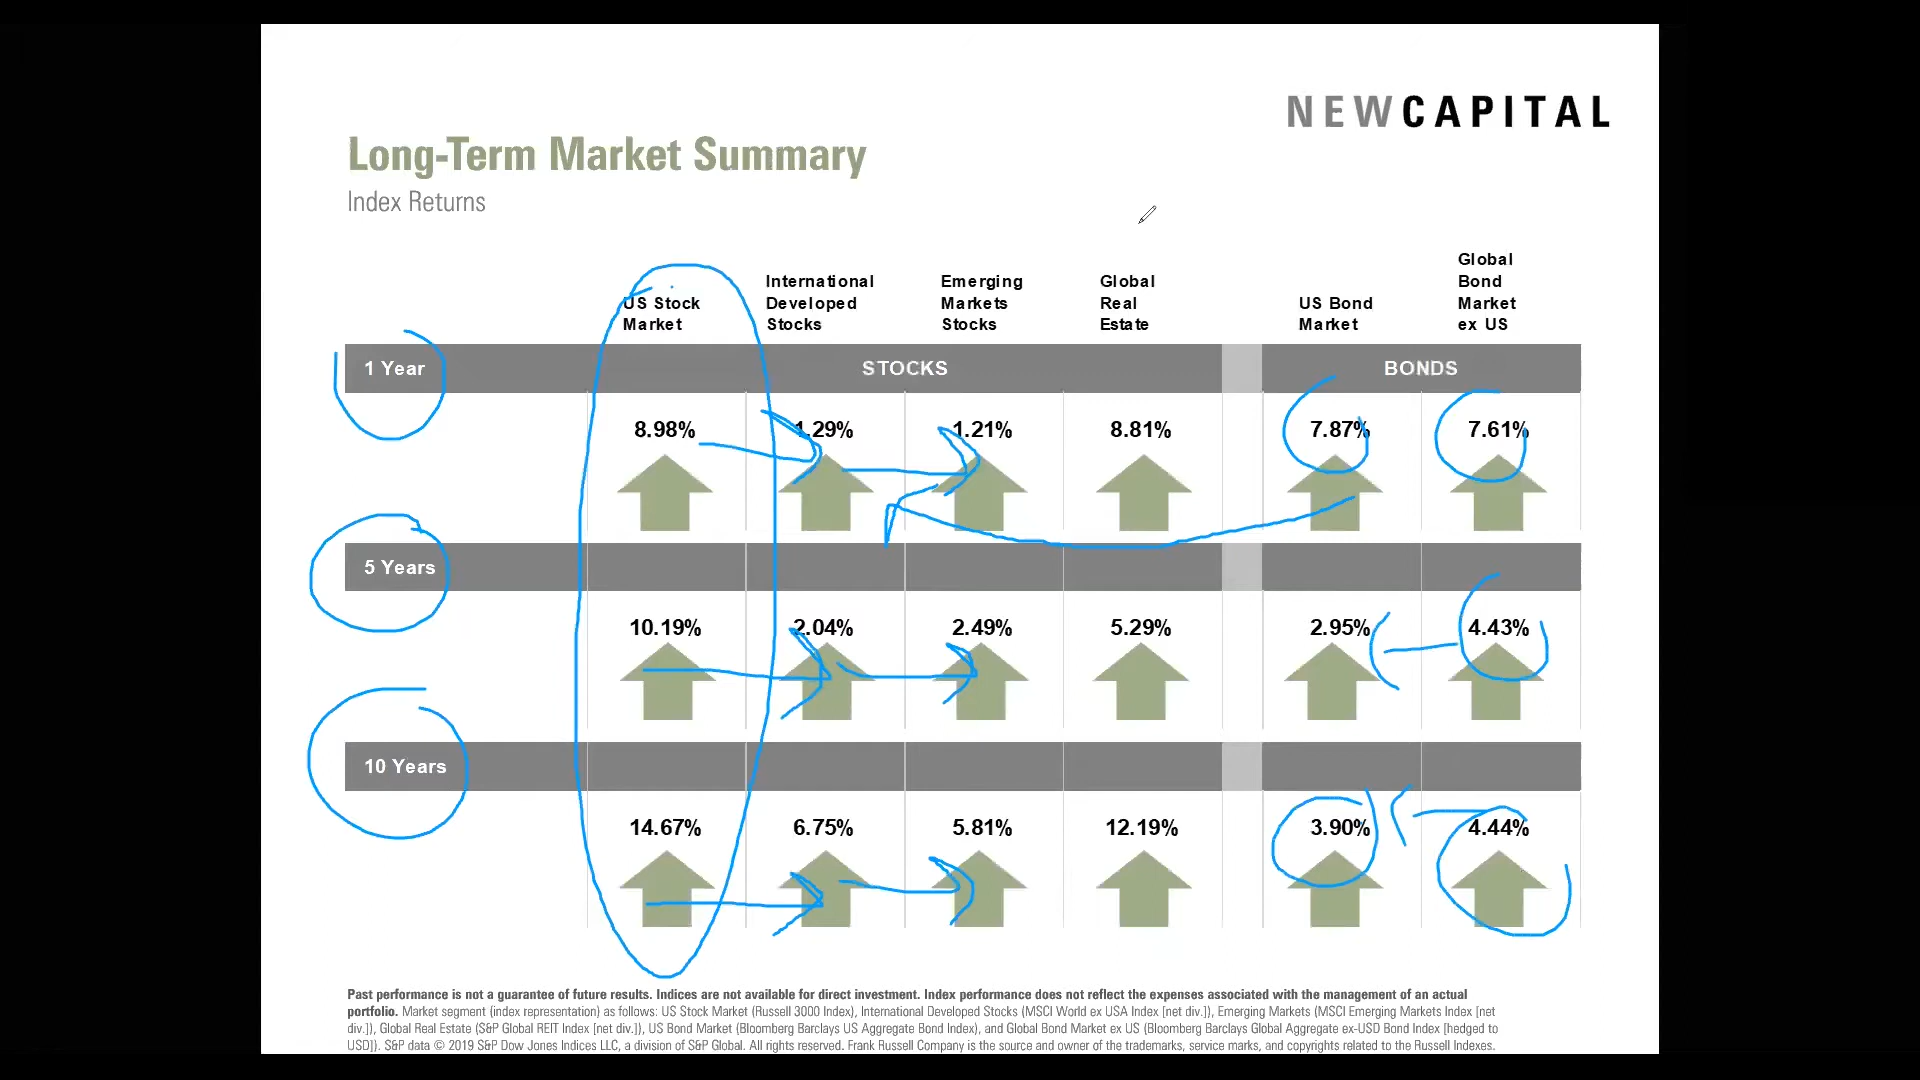 NEWCAPITAL
Long-Term Market Summary
Index Returns
US Stock
Market
International
Developed
Stocks
Emerging
Markets
Stocks
Global
Real
Estate
US Bond
Market
Global
Bond
Market
ex US
1 Year STOCKS BONDS
8.98% 1.29% 1.21% 8.81% 7.87% 7.61%
5 Years
10.19% 2.04% 2.49% 5.29% 2.95% 4.43%
10 Years
14.67% 6.75% 5.81% 12.19% 3.90% 4.44%
Past performance is not a guarantee of future results. Indices are not available for direct investment. Index performance does not reflect the expenses associated with the management of an actual
portfolio. Market segment (index representation) as follows: US Stock Market (Russell 3000 Index), International Developed Stocks (MSCI World ex USA Index [net div.]), Emerging Markets (MSCI Emerging Markets Index [net
div.]), Global Real Estate (S&P Global REIT Index [net div.]), US Bond Market (Bloomberg Barclays US Aggregate Bond Index), and Global Bond Market ex US (Bloomberg Barclays Global Aggregate ex-USD Bond Index [hedged to
USD]). S&P data © 2019 S&P Dow Jones Indices LLC, a division of S&P Global. All rights reserved. Frank Russell Company is the source and owner of the trademarks, service marks, and copyrights related to the Russell Indexes.